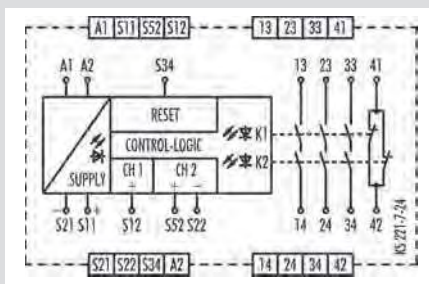 A1 S11 S52 S12 13 23 33 41
A1 A2 S34 13 23 33 41
RESET
CONTROL-LOGIC
K1
K2
SUPPLY CH 1 CH 2
– + – – +
S21 S11 S12 S52 S22 14 24 34 42
KS 221-7-24
S21 S22 S34 A2 14 24 34 42